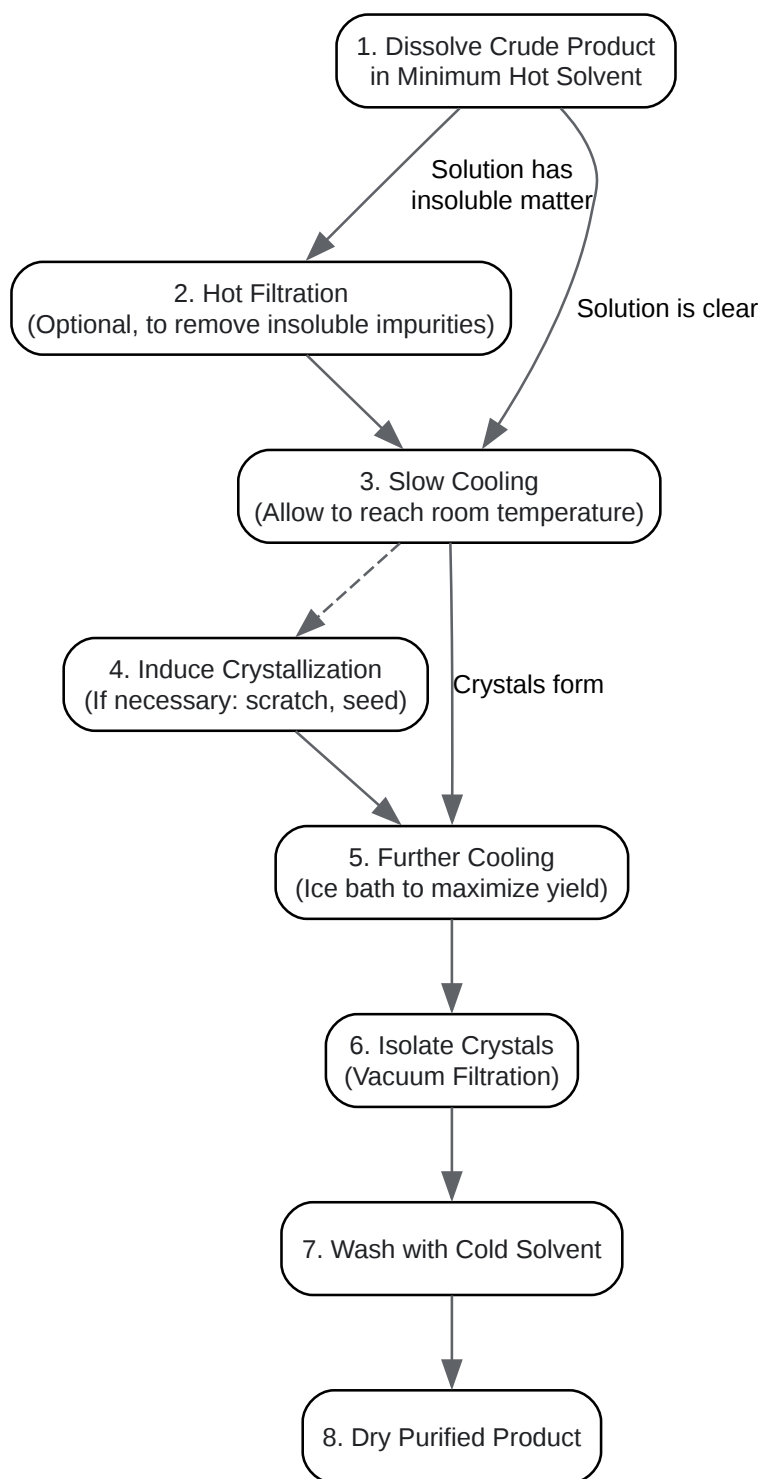 1. Dissolve Crude Product
in Minimum Hot Solvent
Solution has
insoluble matter
2. Hot Filtration
(Optional, to remove insoluble impurities)
Solution is clear
3. Slow Cooling
(Allow to reach room temperature)
4. Induce Crystallization
(If necessary: scratch, seed)
Crystals form
5. Further Cooling
(Ice bath to maximize yield)
6. Isolate Crystals
(Vacuum Filtration)
7. Wash with Cold Solvent
8. Dry Purified Product